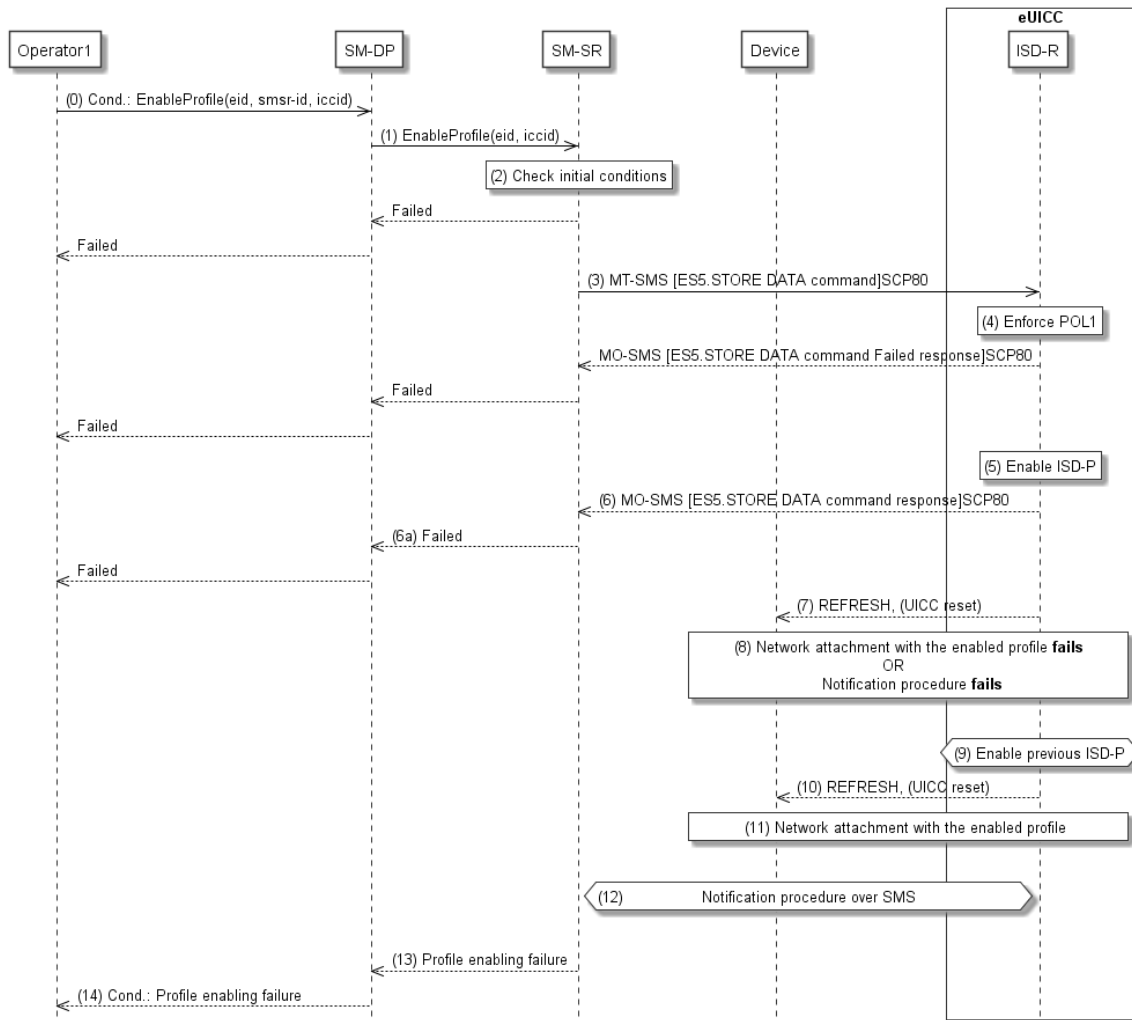 eUICC
Operator1
SM-DP
SM-SR
Device
ISD-R
(0) Cond.: EnableProfile(eid, smsr-id, iccid)
(1) EnableProfile(eid, iccid)
(2) Check initial conditions
Failed
Failed
(3) MT-SMS [ES5.STORE DATA command]SCP80
(4) Enforce POL1
MO-SMS [ES5.STORE DATA command Failed response]SCP80
Failed
Failed
(5) Enable ISD-P
(6) MO-SMS [ES5.STORE DATA command response]SCP80
(6a) Failed
Failed
(7) REFRESH, (UICC reset)
(8) Network attachment with the enabled profile fails
OR
Notification procedure fails
(9) Enable previous ISD-P
(10) REFRESH, (UICC reset)
(11) Network attachment with the enabled profile
(12) Notification procedure over SMS
(13) Profile enabling failure
(14) Cond.: Profile enabling failure